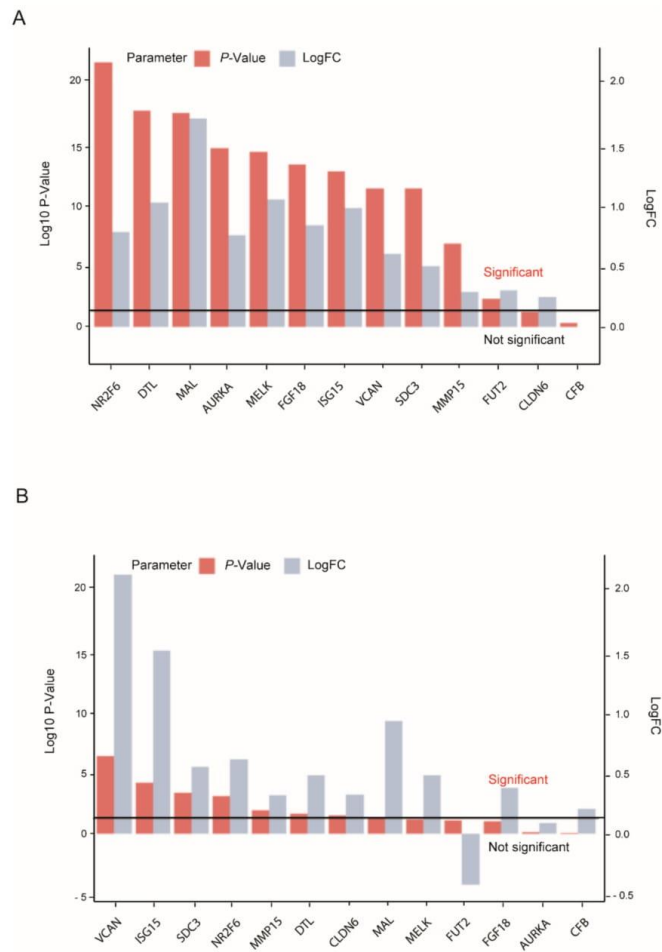 A
Parameter P-Value LogFC
Log10 P-Value
20
15
10
5
0
LogFC
2.0
1.5
1.0
0.5
0.0
Significant
Not significant
NR2F6 DTL MAL AURKA MELK FGF18 ISG15 VCAN SDC3 MMP15 FUT2 CLDN6 CFB
B
Parameter P-Value LogFC
Log10 P-Value
20
15
10
5
0
- 5
LogFC
2.0
1.5
1.0
0.5
0.0
- 0.5
Significant
Not significant
VCAN ISG15 SDC3 NR2F6 MMP15 DTL CLDN6 MAL MELK FUT2 FGF18 AURKA CFB